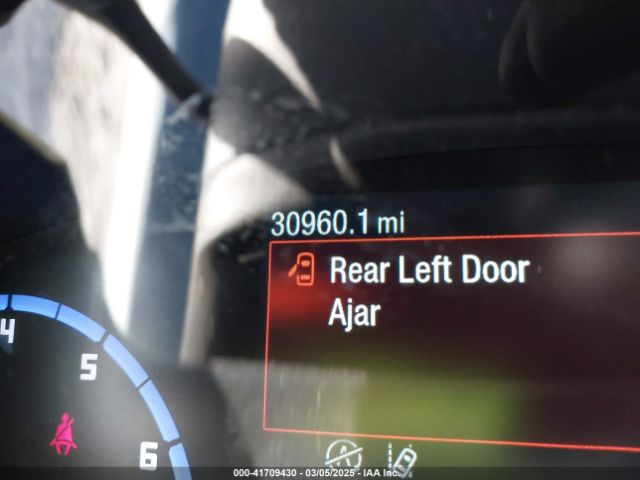 30960.1 mi
Rear Left Door
Ajar
4
5
6
A
000-41709430 - 03/05/2025 - IAA Inc.